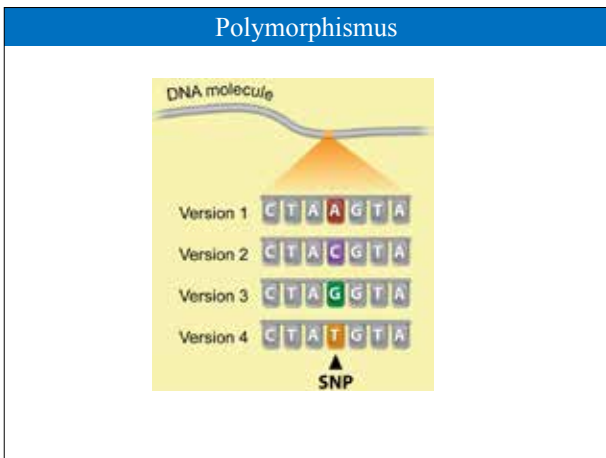 Polymorphismus
DNA molecule
Version 1 C T A A G T A
Version 2 C T A C G T A
Version 3 C T A G G T A
Version 4 C T A T G T A
SNP